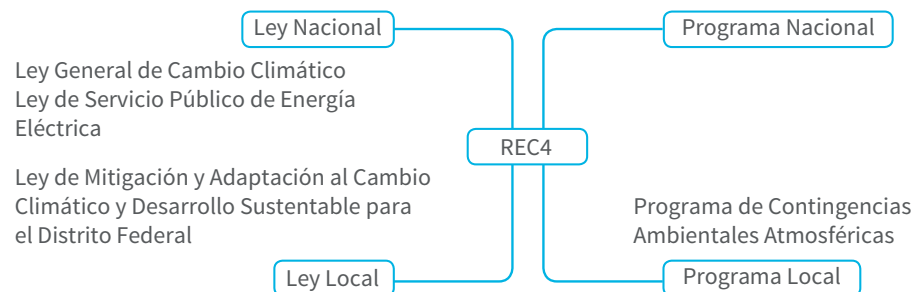 Ley Nacional
Programa Nacional
Ley General de Cambio Climático
Ley de Servicio Público de Energía
Eléctrica
REC4
Ley de Mitigación y Adaptación al Cambio
Climático y Desarrollo Sustentable para
el Distrito Federal
Programa de Contingencias
Ambientales Atmosféricas
Ley Local
Programa Local